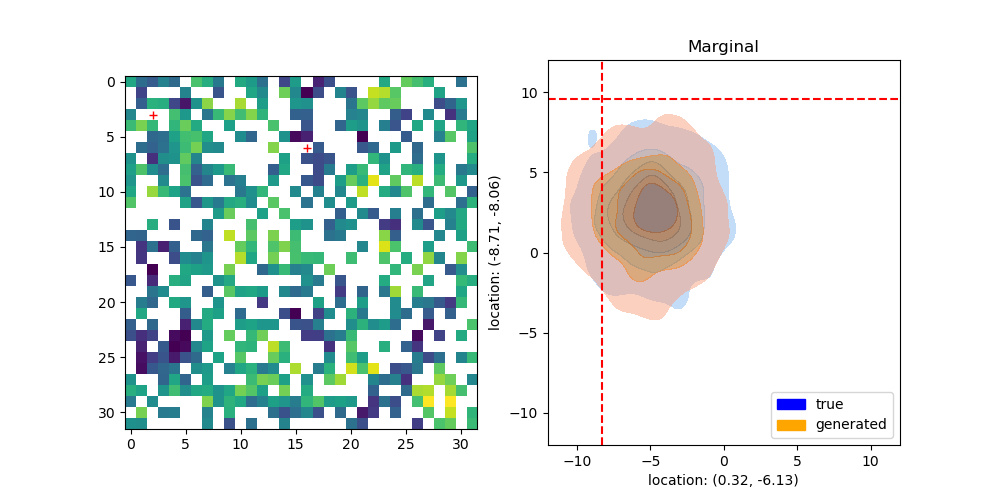 Marginal
0
5
10
15
20
25
30
0 5 10 15 20 25 30
location: (-8.71, -8.06)
10
5
0
−5
−10
−10 −5 0 5 10
location: (0.32, -6.13)
true
generated